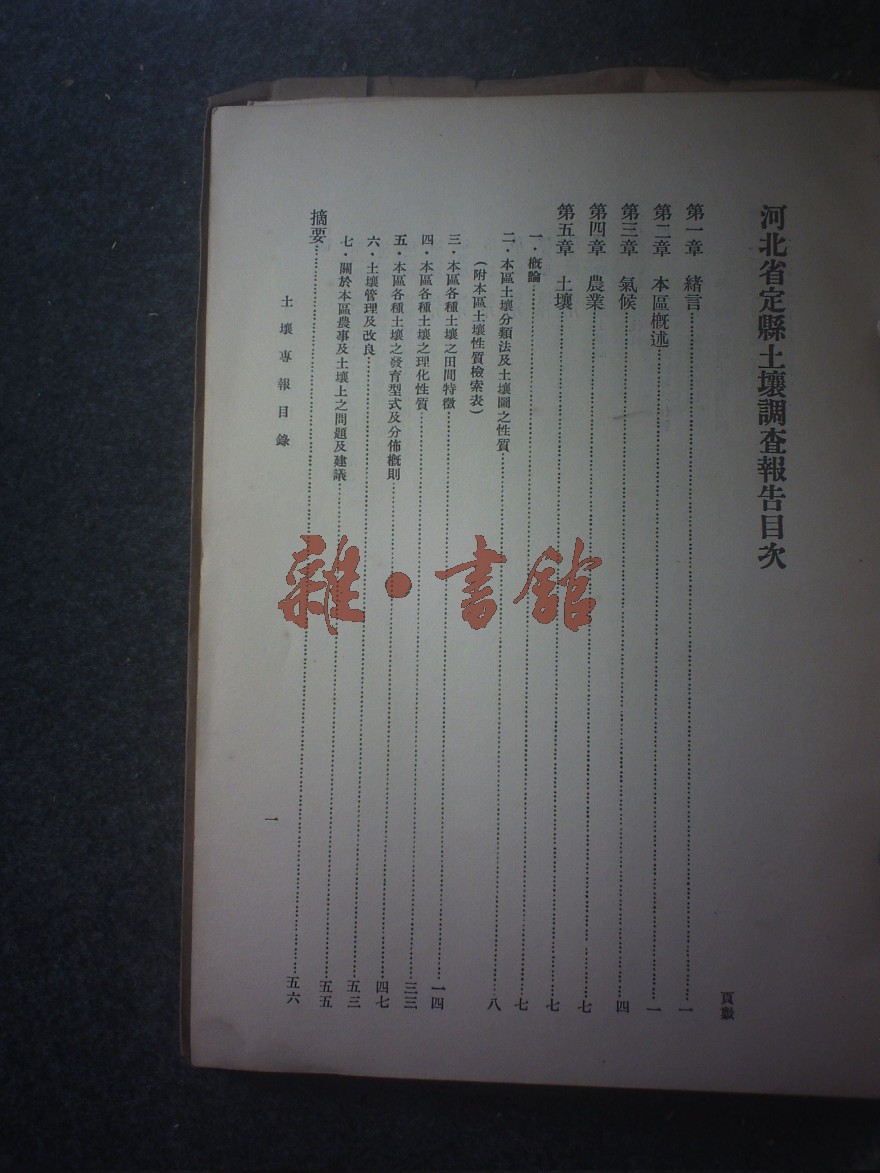 河北省定縣土壤調查報告目次
頁數
第一章 緒言…一
第二章 本區概述…一
第三章 氣候…四
第四章 農業…七
第五章 土壤…七
一・概論…七
二・本區土壤分類法及土壤圖之性質…八
(附本區土壤性質檢索表)
三・本區各種土壤之田間特徵…一四
四・本區各種土壤之理化性質…三三
五・本區各種土壤之發育型式及分佈概則…四七
六・土壤管理及改良…五三
七・關於本區農事及土壤上之問題及建議…五五
摘要…五六
土壤專報目錄
一
雜・書館